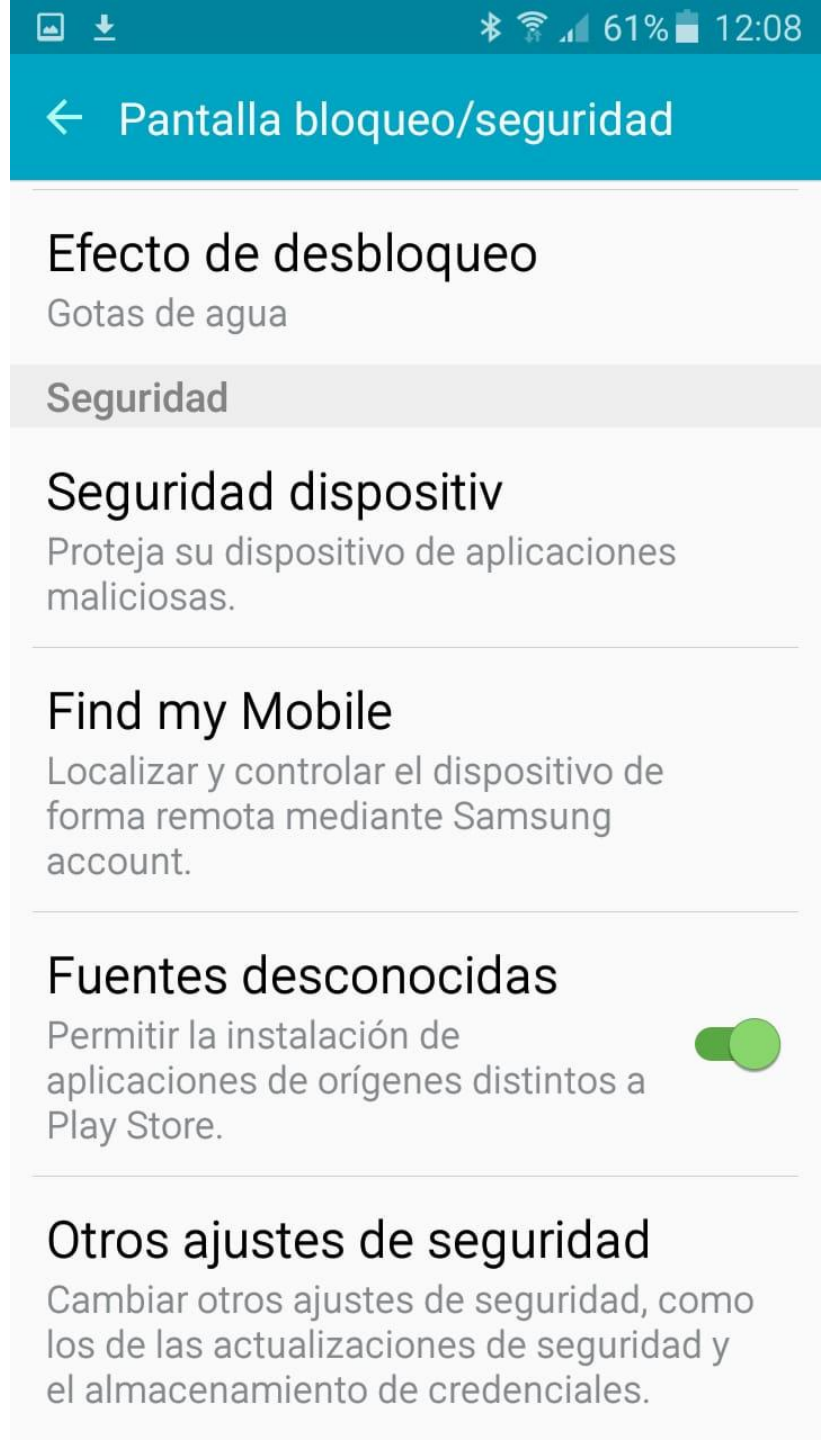 61% 12:08
Pantalla bloqueo/seguridad
Efecto de desbloqueo
Gotas de agua
Seguridad
Seguridad dispositiv
Proteja su dispositivo de aplicaciones
maliciosas.
Find my Mobile
Localizar y controlar el dispositivo de
forma remota mediante Samsung
account.
Fuentes desconocidas
Permitir la instalación de
aplicaciones de orígenes distintos a
Play Store.
Otros ajustes de seguridad
Cambiar otros ajustes de seguridad, como
los de las actualizaciones de seguridad y
el almacenamiento de credenciales.